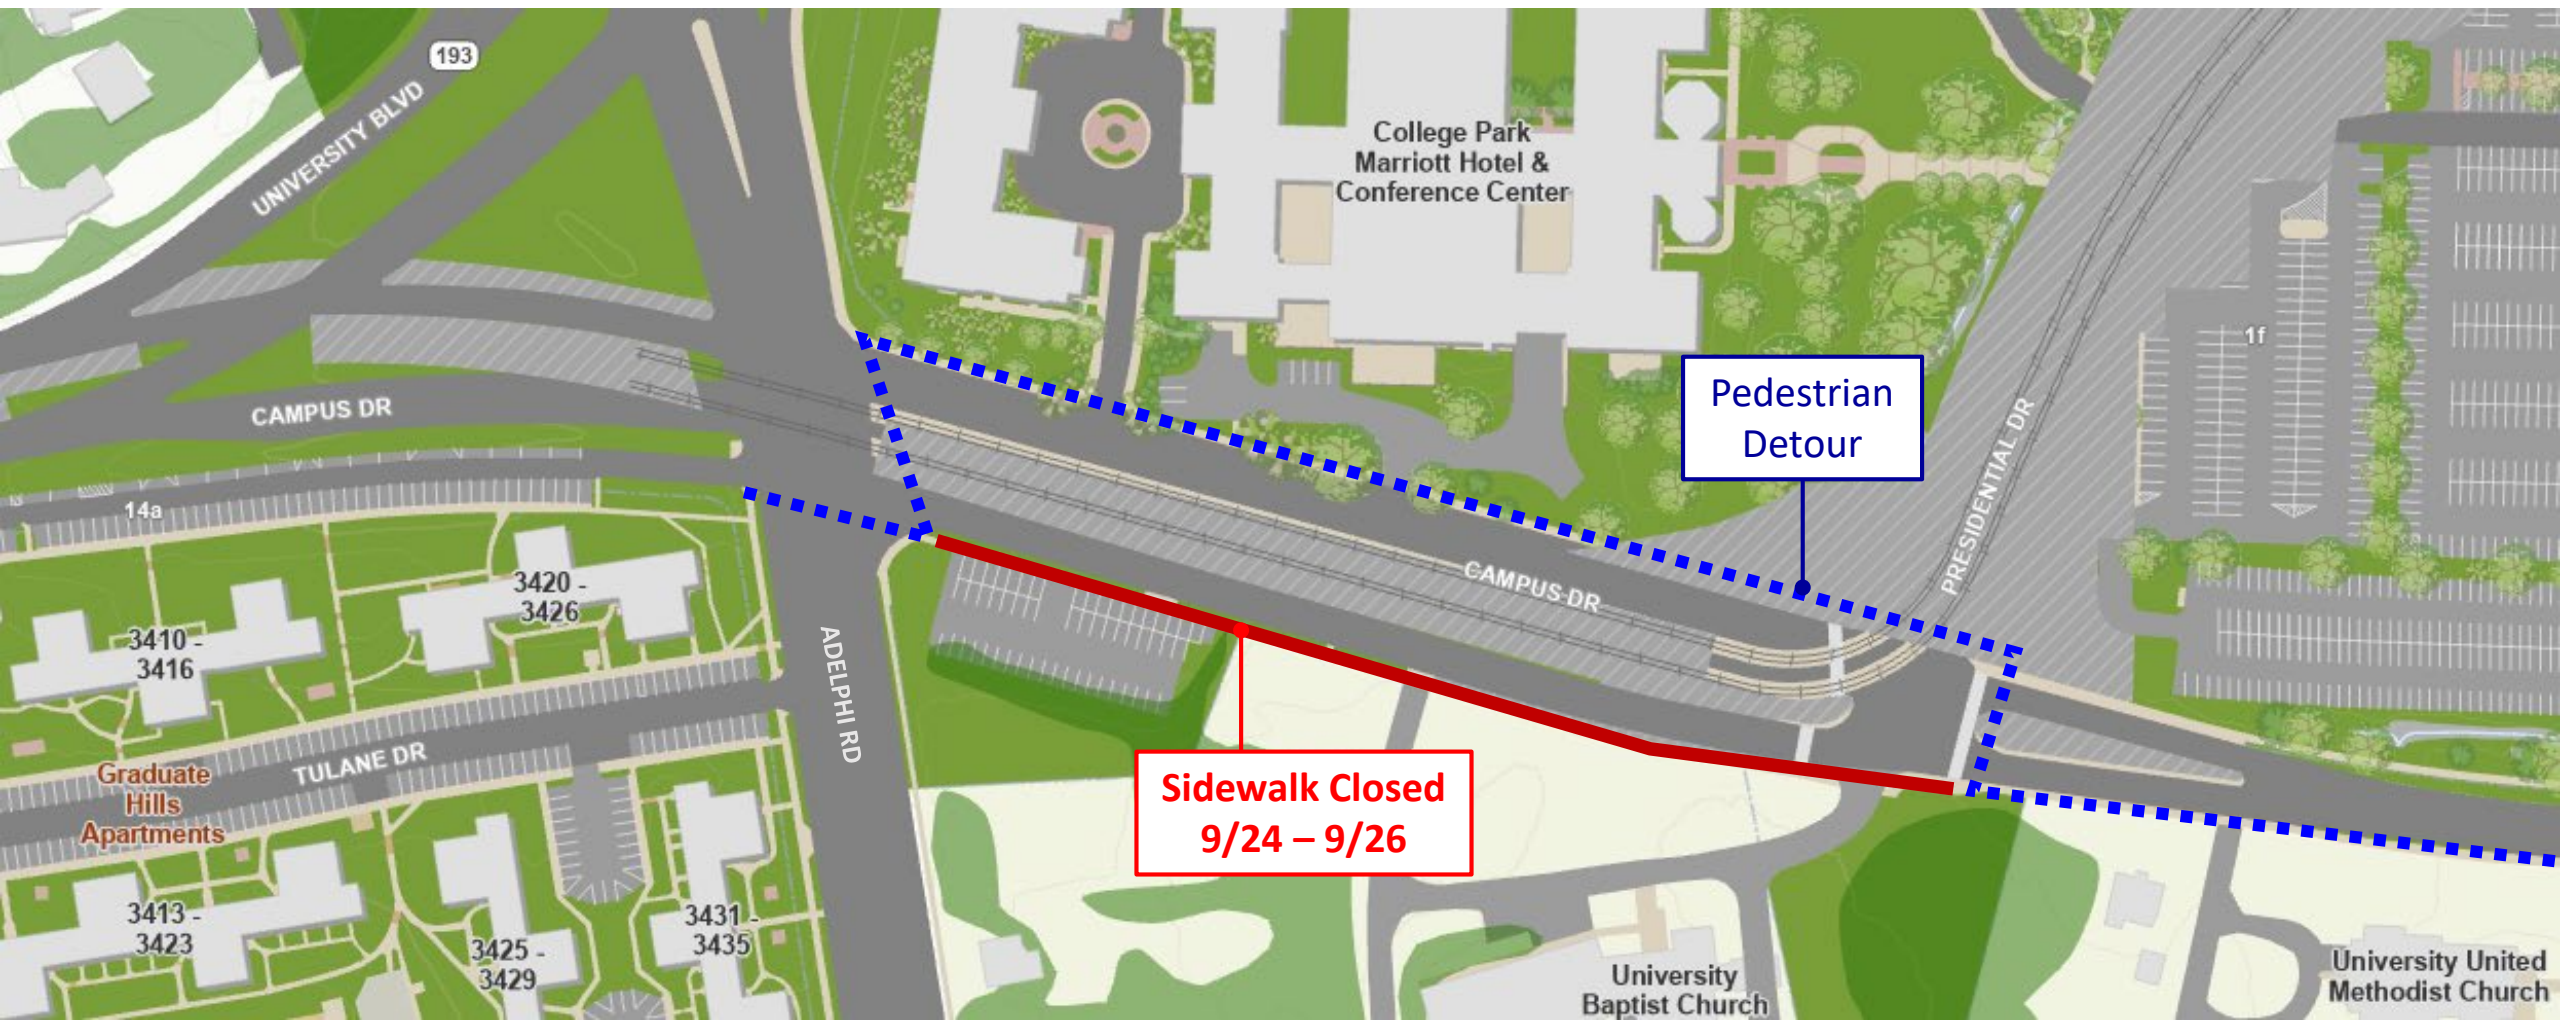 193
UNIVERSITY BLVD
College Park
Marriott Hotel &
Conference Center
1f
Pedestrian
Detour
CAMPUS DR
PRESIDENTIAL DR
14a
CAMPUS DR
3420 -
3426
3410 -
3416
ADELPHI RD
TULANE DR
Graduate
Hills
Apartments
Sidewalk Closed
9/24 – 9/26
3413 -
3423
3425 -
3429
3431 -
3435
University
Baptist Church
University United
Methodist Church